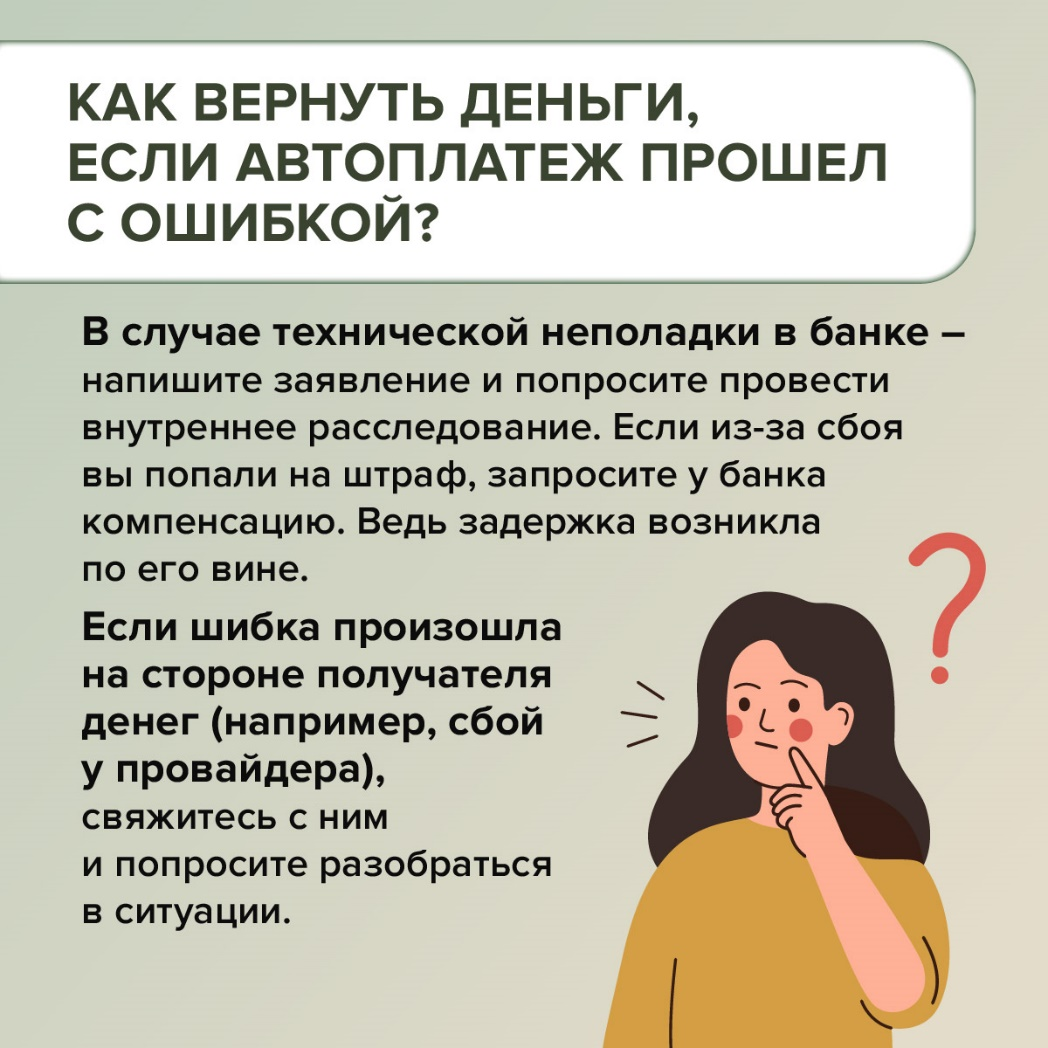 КАК ВЕРНУТЬ ДЕНЬГИ,
ЕСЛИ АВТОПЛАТЕЖ ПРОШЕЛ
С ОШИБКОЙ?
В случае технической неполадки в банке –
напишите заявление и попросите провести
внутреннее расследование. Если из-за сбоя
вы попали на штраф, запросите у банка
компенсацию. Ведь задержка возникла
по его вине.
Если шибка произошла
на стороне получателя
денег (например, сбой
у провайдера),
свяжитесь с ним
и попросите разобраться
в ситуации.
?